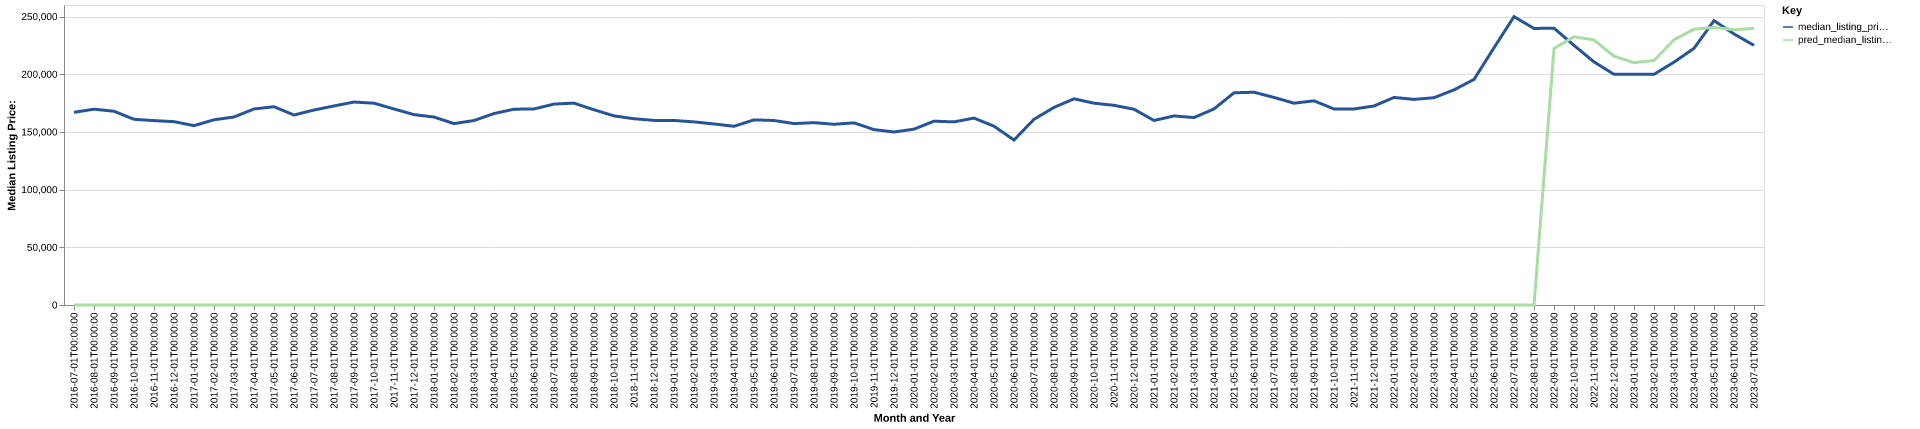 250,000
200,000
150,000
100,000
50,000
0
Median Listing Price:
2016-07-01T00:00:00
2016-08-01T00:00:00
2016-09-01T00:00:00
2016-10-01T00:00:00
2016-11-01T00:00:00
2016-12-01T00:00:00
2017-01-01T00:00:00
2017-02-01T00:00:00
2017-03-01T00:00:00
2017-04-01T00:00:00
2017-05-01T00:00:00
2017-06-01T00:00:00
2017-07-01T00:00:00
2017-08-01T00:00:00
2017-09-01T00:00:00
2017-10-01T00:00:00
2017-11-01T00:00:00
2017-12-01T00:00:00
2018-01-01T00:00:00
2018-02-01T00:00:00
2018-03-01T00:00:00
2018-04-01T00:00:00
2018-05-01T00:00:00
2018-06-01T00:00:00
2018-07-01T00:00:00
2018-08-01T00:00:00
2018-09-01T00:00:00
2018-10-01T00:00:00
2018-11-01T00:00:00
2018-12-01T00:00:00
2019-01-01T00:00:00
2019-02-01T00:00:00
2019-03-01T00:00:00
2019-04-01T00:00:00
2019-05-01T00:00:00
2019-06-01T00:00:00
2019-07-01T00:00:00
2019-08-01T00:00:00
2019-09-01T00:00:00
2019-10-01T00:00:00
2019-11-01T00:00:00
2019-12-01T00:00:00
2020-01-01T00:00:00
2020-02-01T00:00:00
2020-03-01T00:00:00
2020-04-01T00:00:00
2020-05-01T00:00:00
2020-06-01T00:00:00
2020-07-01T00:00:00
2020-08-01T00:00:00
2020-09-01T00:00:00
2020-10-01T00:00:00
2020-11-01T00:00:00
2020-12-01T00:00:00
2021-01-01T00:00:00
2021-02-01T00:00:00
2021-03-01T00:00:00
2021-04-01T00:00:00
2021-05-01T00:00:00
2021-06-01T00:00:00
2021-07-01T00:00:00
2021-08-01T00:00:00
2021-09-01T00:00:00
2021-10-01T00:00:00
2021-11-01T00:00:00
2021-12-01T00:00:00
2022-01-01T00:00:00
2022-02-01T00:00:00
2022-03-01T00:00:00
2022-04-01T00:00:00
2022-05-01T00:00:00
2022-06-01T00:00:00
2022-07-01T00:00:00
2022-08-01T00:00:00
2022-09-01T00:00:00
2022-10-01T00:00:00
2022-11-01T00:00:00
2022-12-01T00:00:00
2023-01-01T00:00:00
2023-02-01T00:00:00
2023-03-01T00:00:00
2023-04-01T00:00:00
2023-05-01T00:00:00
2023-06-01T00:00:00
2023-07-01T00:00:00
Month and Year
Key
median_listing_pri…
pred_median_listin…